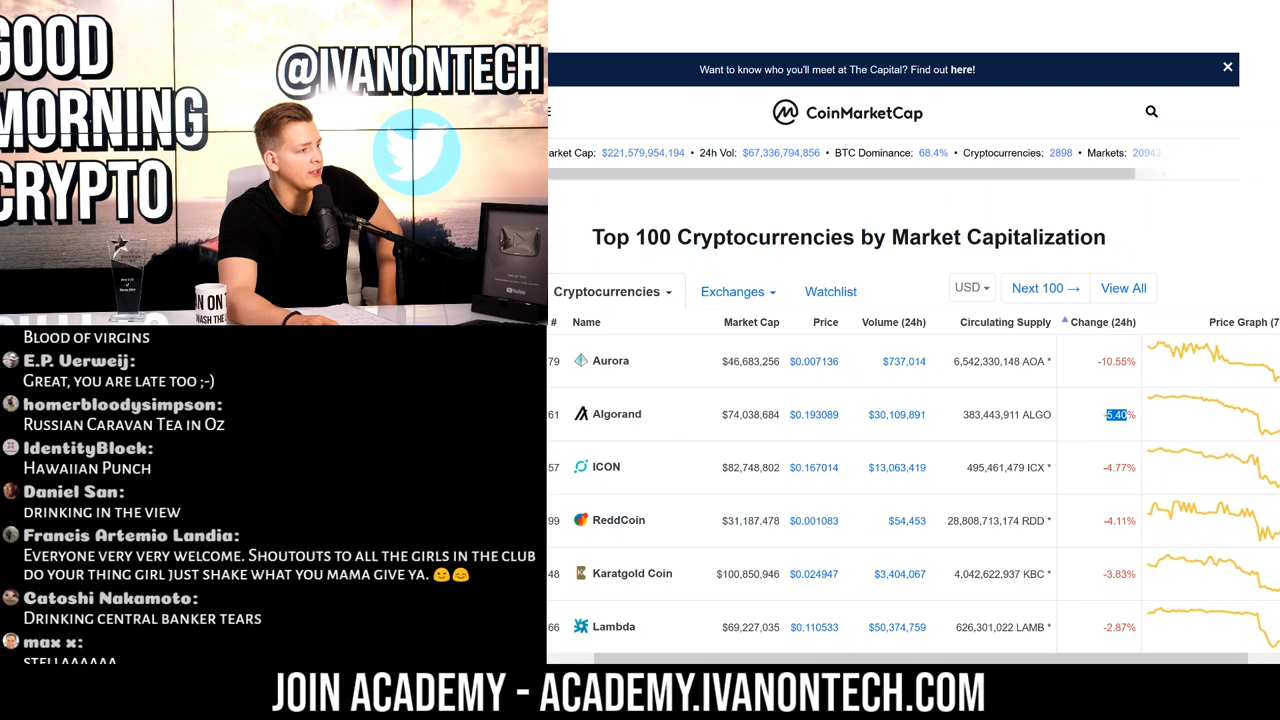 GOOD
MORNING
CRYPTO
@IVANONTECH
BLOOD OF VIRGINS
E.P. Verweij:
GREAT, YOU ARE LATE TOO ;-)
homerbloodysimpson:
RUSSIAN CARAVAN TEA IN OZ
IdentityBlock:
HAWAIIAN PUNCH
Daniel San:
DRINKING IN THE VIEW
Francis Artemio Landia:
EVERYONE VERY VERY WELCOME. SHOUTOUTS TO ALL THE GIRLS IN THE CLUB
DO YOUR THING GIRL JUST SHAKE WHAT YOU MAMA GIVE YA. 😉😊
Catoshi Nakamoto:
DRINKING CENTRAL BANKER TEARS
max x:
STELLAAAAAA
Want to know who you'll meet at The Capital? Find out here!
CoinMarketCap
arket Cap: $221,579,954,194 • 24h Vol: $67,336,794,856 • BTC Dominance: 68.4% • Cryptocurrencies: 2898 • Markets: 20943
Top 100 Cryptocurrencies by Market Capitalization
Cryptocurrencies Exchanges Watchlist USD Next 100 → View All
# Name Market Cap Price Volume (24h) Circulating Supply Change (24h) Price Graph (7
79 Aurora $46,683,256 $0.007136 $737,014 6,542,330,148 AOA * -10.55%
61 Algorand $74,038,684 $0.193089 $30,109,891 383,443,911 ALGO -5.40%
57 ICON $82,748,802 $0.167014 $13,063,419 495,461,479 ICX * -4.77%
99 ReddCoin $31,187,478 $0.001083 $54,453 28,808,713,174 RDD * -4.11%
48 Karatgold Coin $100,850,946 $0.024947 $3,404,067 4,042,622,937 KBC * -3.83%
66 Lambda $69,227,035 $0.110533 $50,374,759 626,301,022 LAMB * -2.87%
JOIN ACADEMY - ACADEMY.IVANONTECH.COM